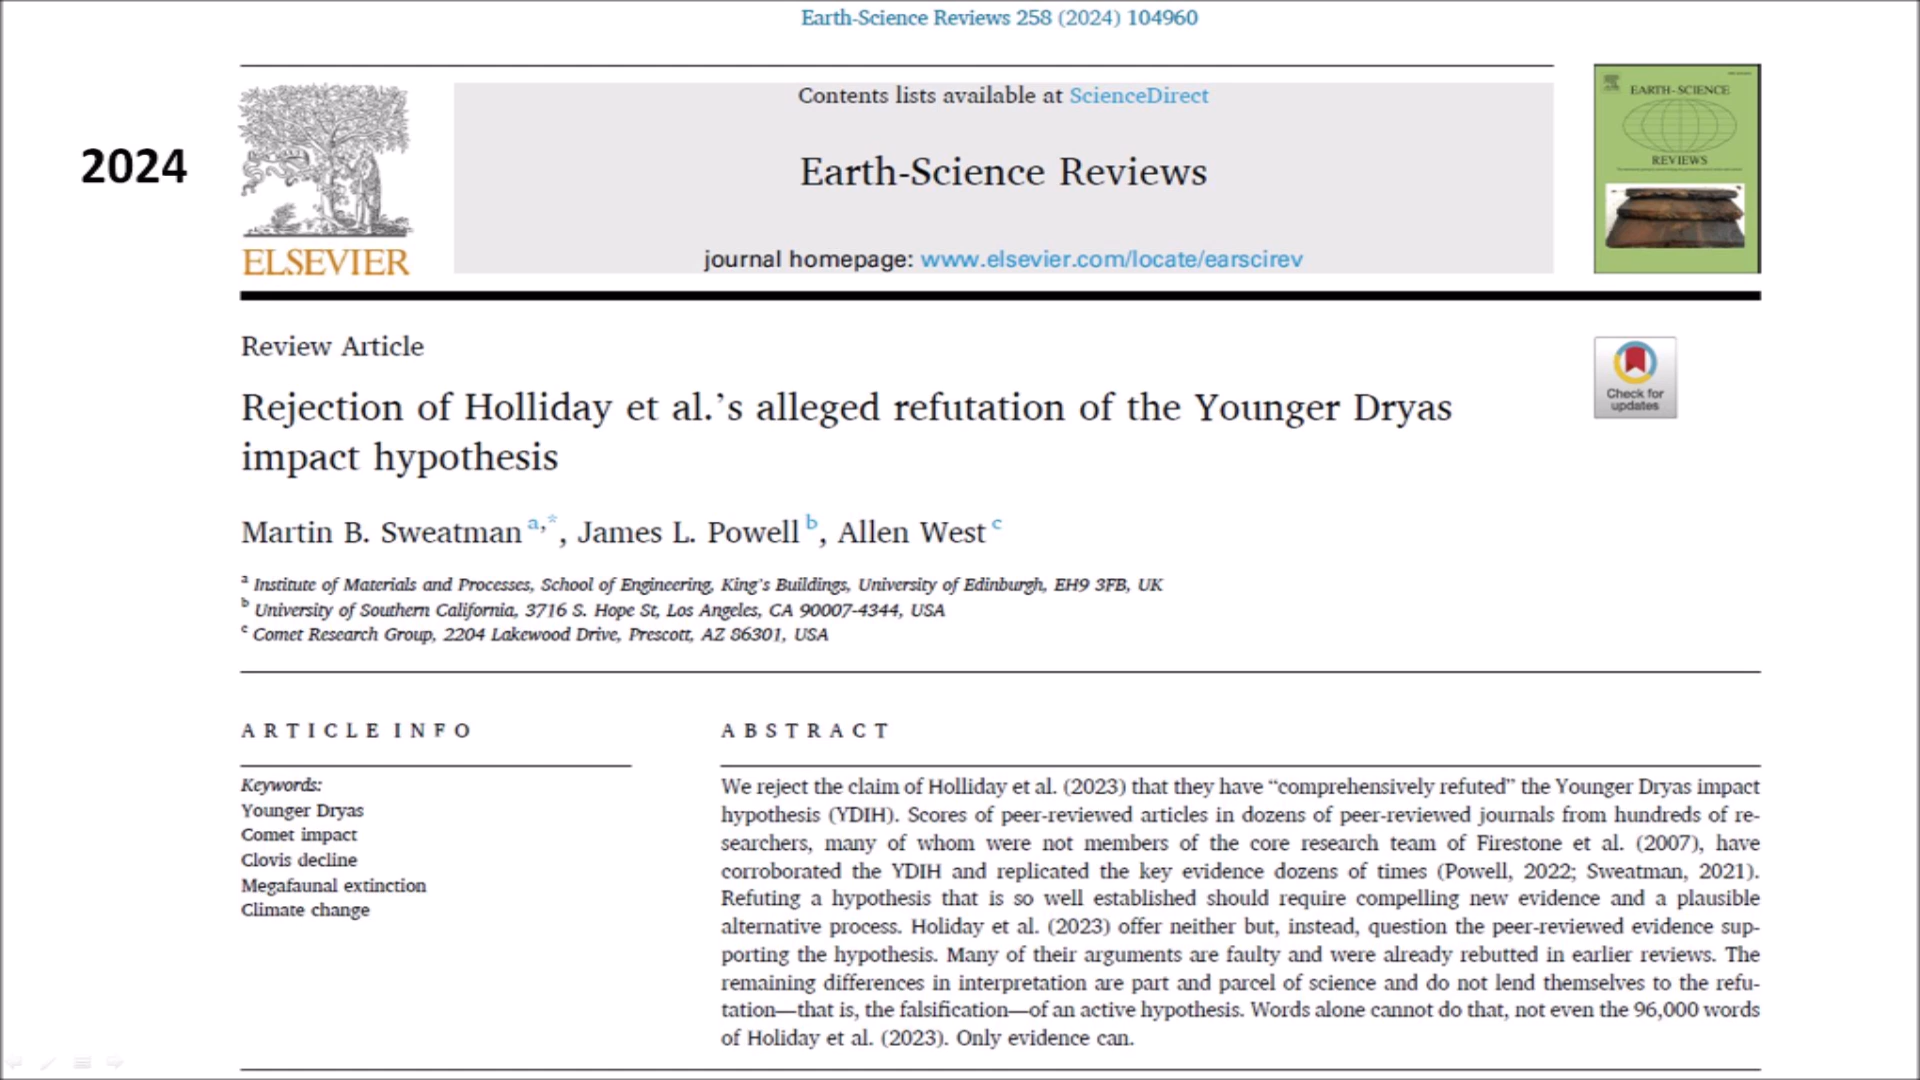 Earth-Science Reviews 258 (2024) 104960
Contents lists available at ScienceDirect
EARTH-SCIENCE
REVIEWS
2024
Earth-Science Reviews
ELSEVIER
journal homepage: www.elsevier.com/locate/earscirev
Review Article
Check for
updates
Rejection of Holliday et al.’s alleged refutation of the Younger Dryas
impact hypothesis
Martin B. Sweatman a,*, James L. Powell b, Allen West c
a Institute of Materials and Processes, School of Engineering, King's Buildings, University of Edinburgh, EH9 3FB, UK
b University of Southern California, 3716 S. Hope St, Los Angeles, CA 90007-4344, USA
c Comet Research Group, 2204 Lakewood Drive, Prescott, AZ 86301, USA
ARTICLE INFO
Keywords:
Younger Dryas
Comet impact
Clovis decline
Megafaunal extinction
Climate change
ABSTRACT
We reject the claim of Holliday et al. (2023) that they have “comprehensively refuted” the Younger Dryas impact
hypothesis (YDIH). Scores of peer-reviewed articles in dozens of peer-reviewed journals from hundreds of re-
searchers, many of whom were not members of the core research team of Firestone et al. (2007), have
corroborated the YDIH and replicated the key evidence dozens of times (Powell, 2022; Sweatman, 2021).
Refuting a hypothesis that is so well established should require compelling new evidence and a plausible
alternative process. Holiday et al. (2023) offer neither but, instead, question the peer-reviewed evidence sup-
porting the hypothesis. Many of their arguments are faulty and were already rebutted in earlier reviews. The
remaining differences in interpretation are part and parcel of science and do not lend themselves to the refu-
tation—that is, the falsification—of an active hypothesis. Words alone cannot do that, not even the 96,000 words
of Holiday et al. (2023). Only evidence can.